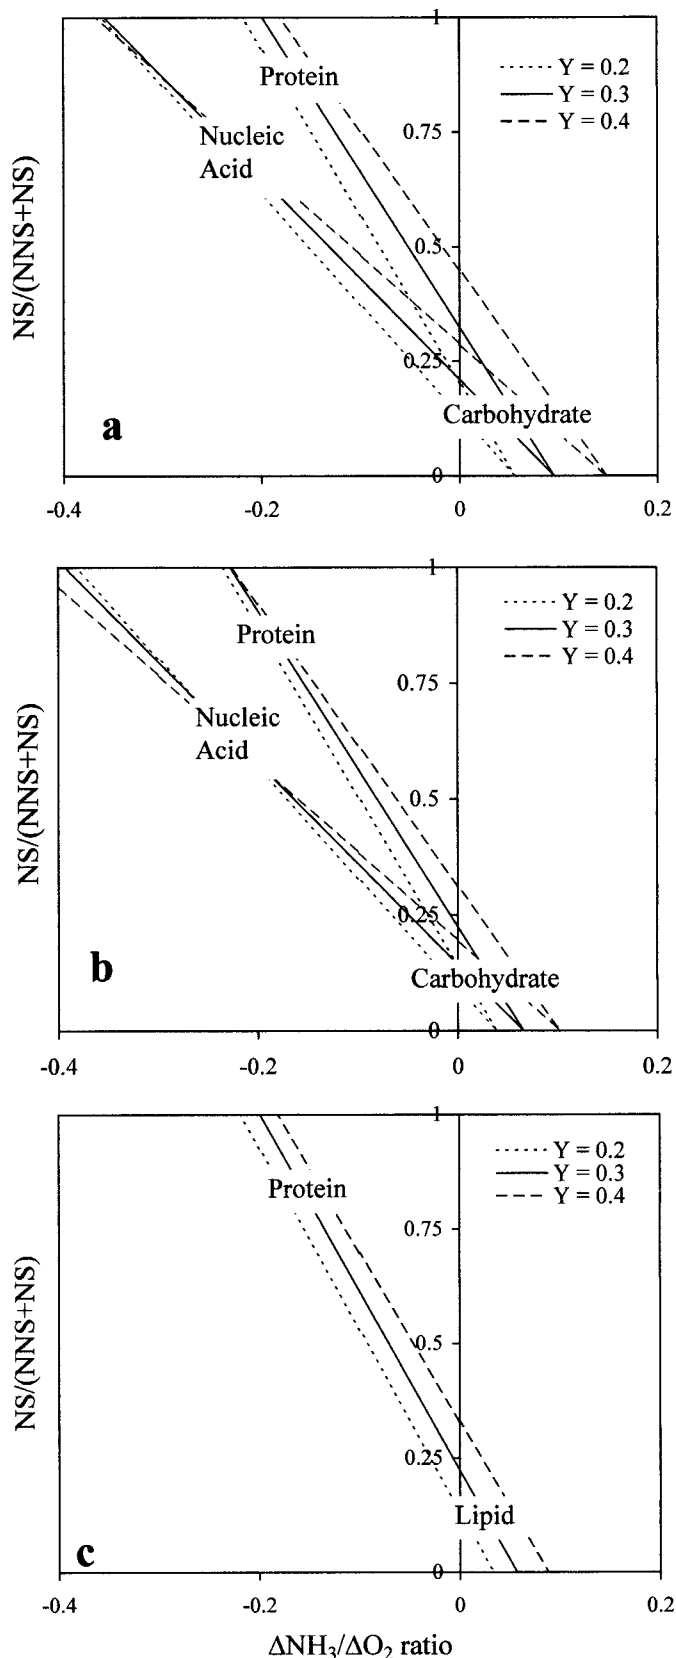 1
Protein
Y = 0.2
Y = 0.3
Y = 0.4
0.75
Nucleic
Acid
NS/(NNS+NS)
0.5
0.25
Carbohydrate
a
0
-0.4 -0.2 0 0.2
1
Y = 0.2
Protein
Y = 0.3
Y = 0.4
0.75
Nucleic
Acid
NS/(NNS+NS)
0.5
0.25
Carbohydrate
b
0
-0.4 -0.2 0 0.2
1
Y = 0.2
Y = 0.3
Protein
Y = 0.4
0.75
NS/(NNS+NS)
0.5
0.25
Lipid
c
0
-0.4 -0.2 0 0.2
ΔNH₃/ΔO₂ ratio